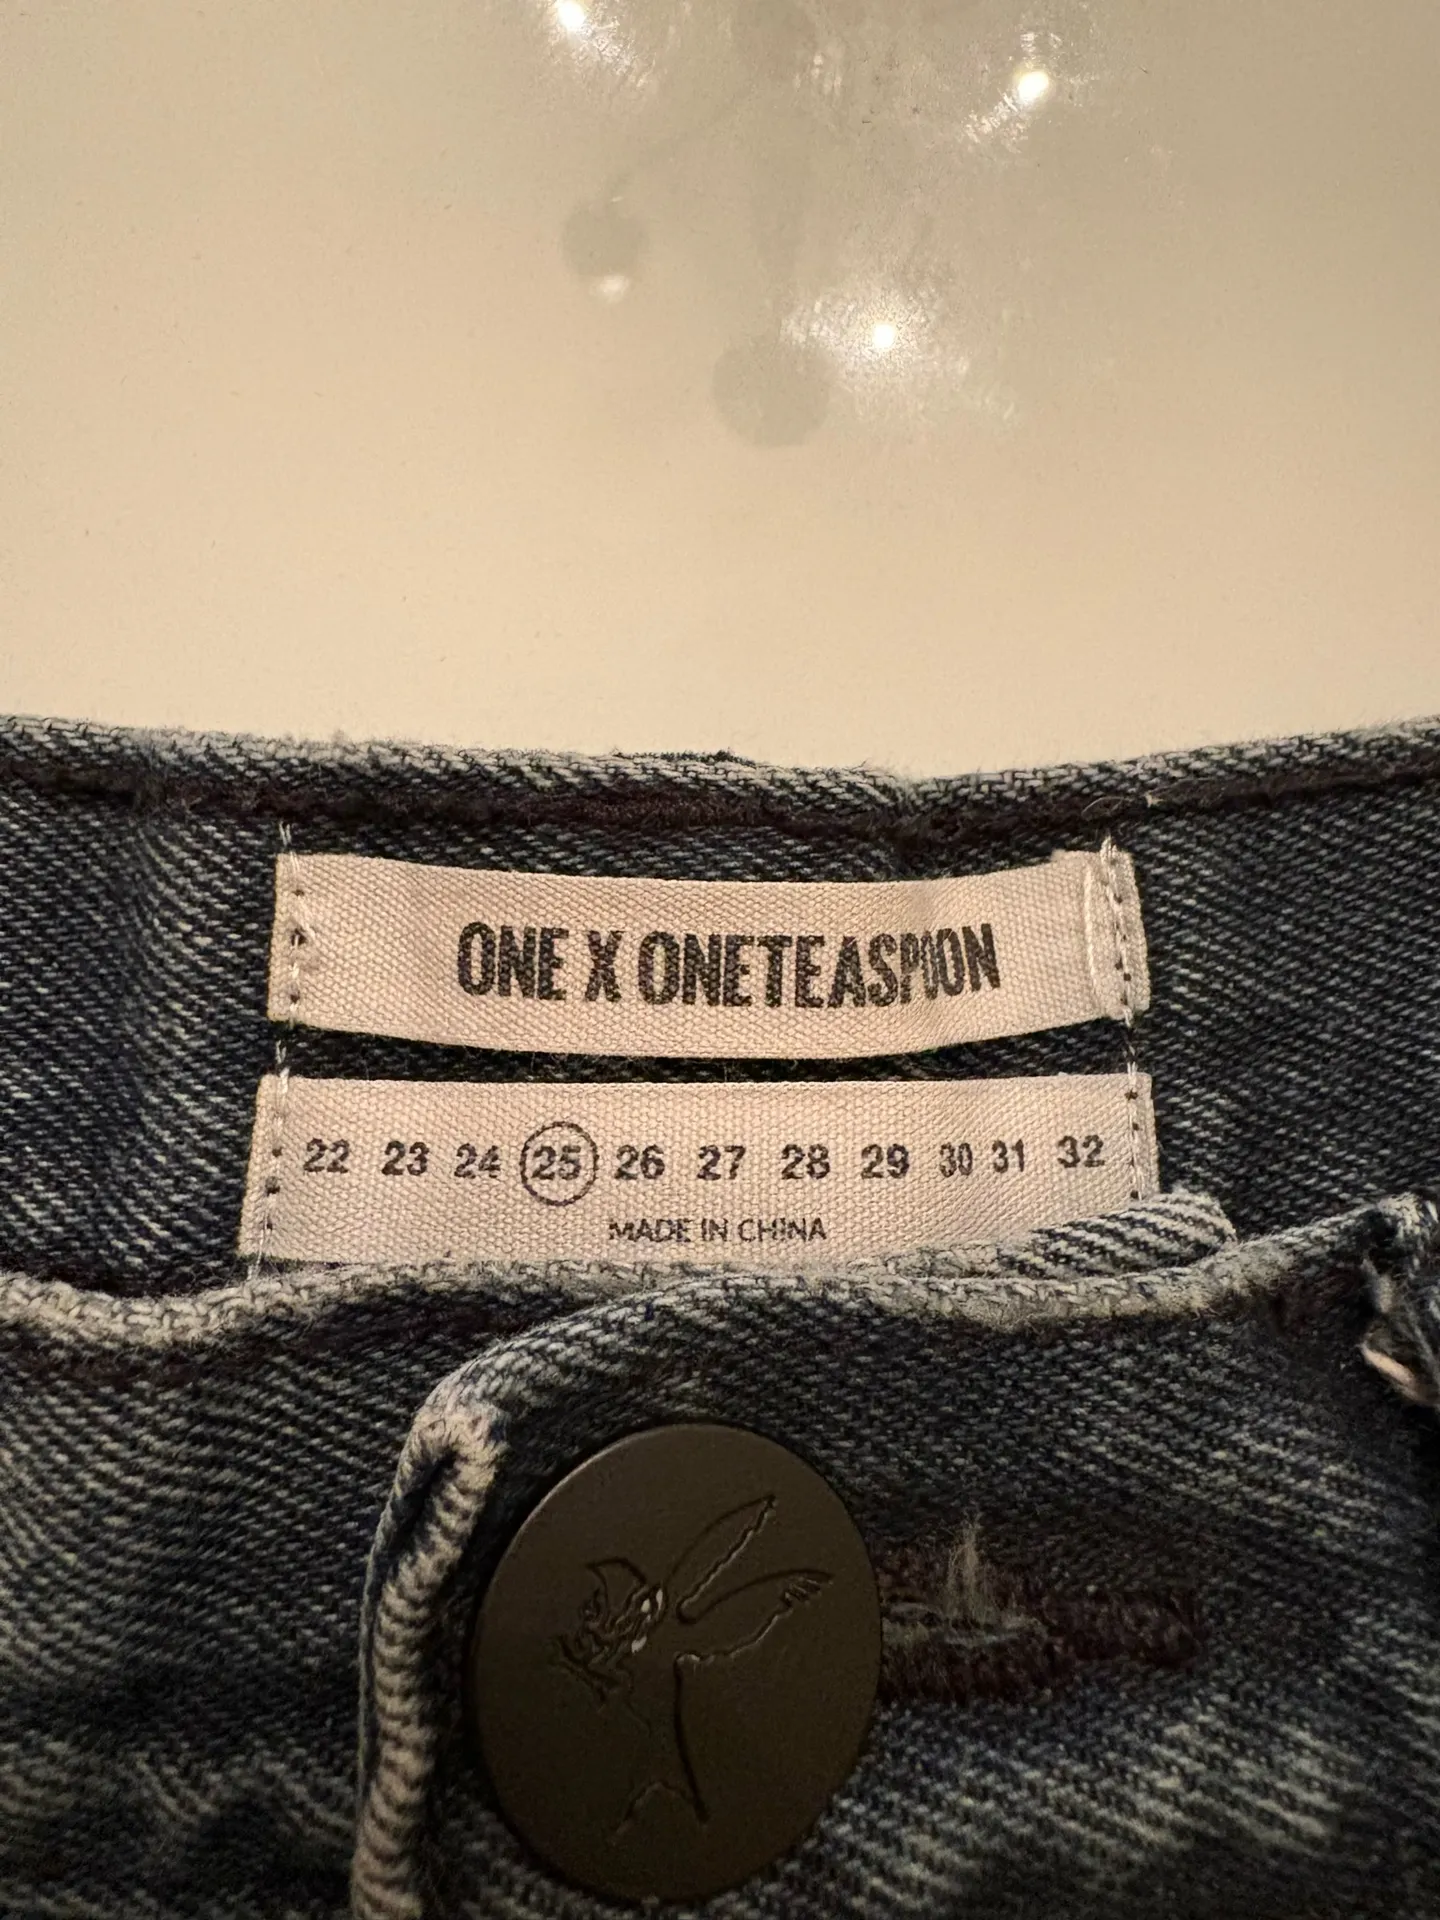 ONE X ONETEASPOON
22 23 24 25 26 27 28 29 30 31 32
MADE IN CHINA